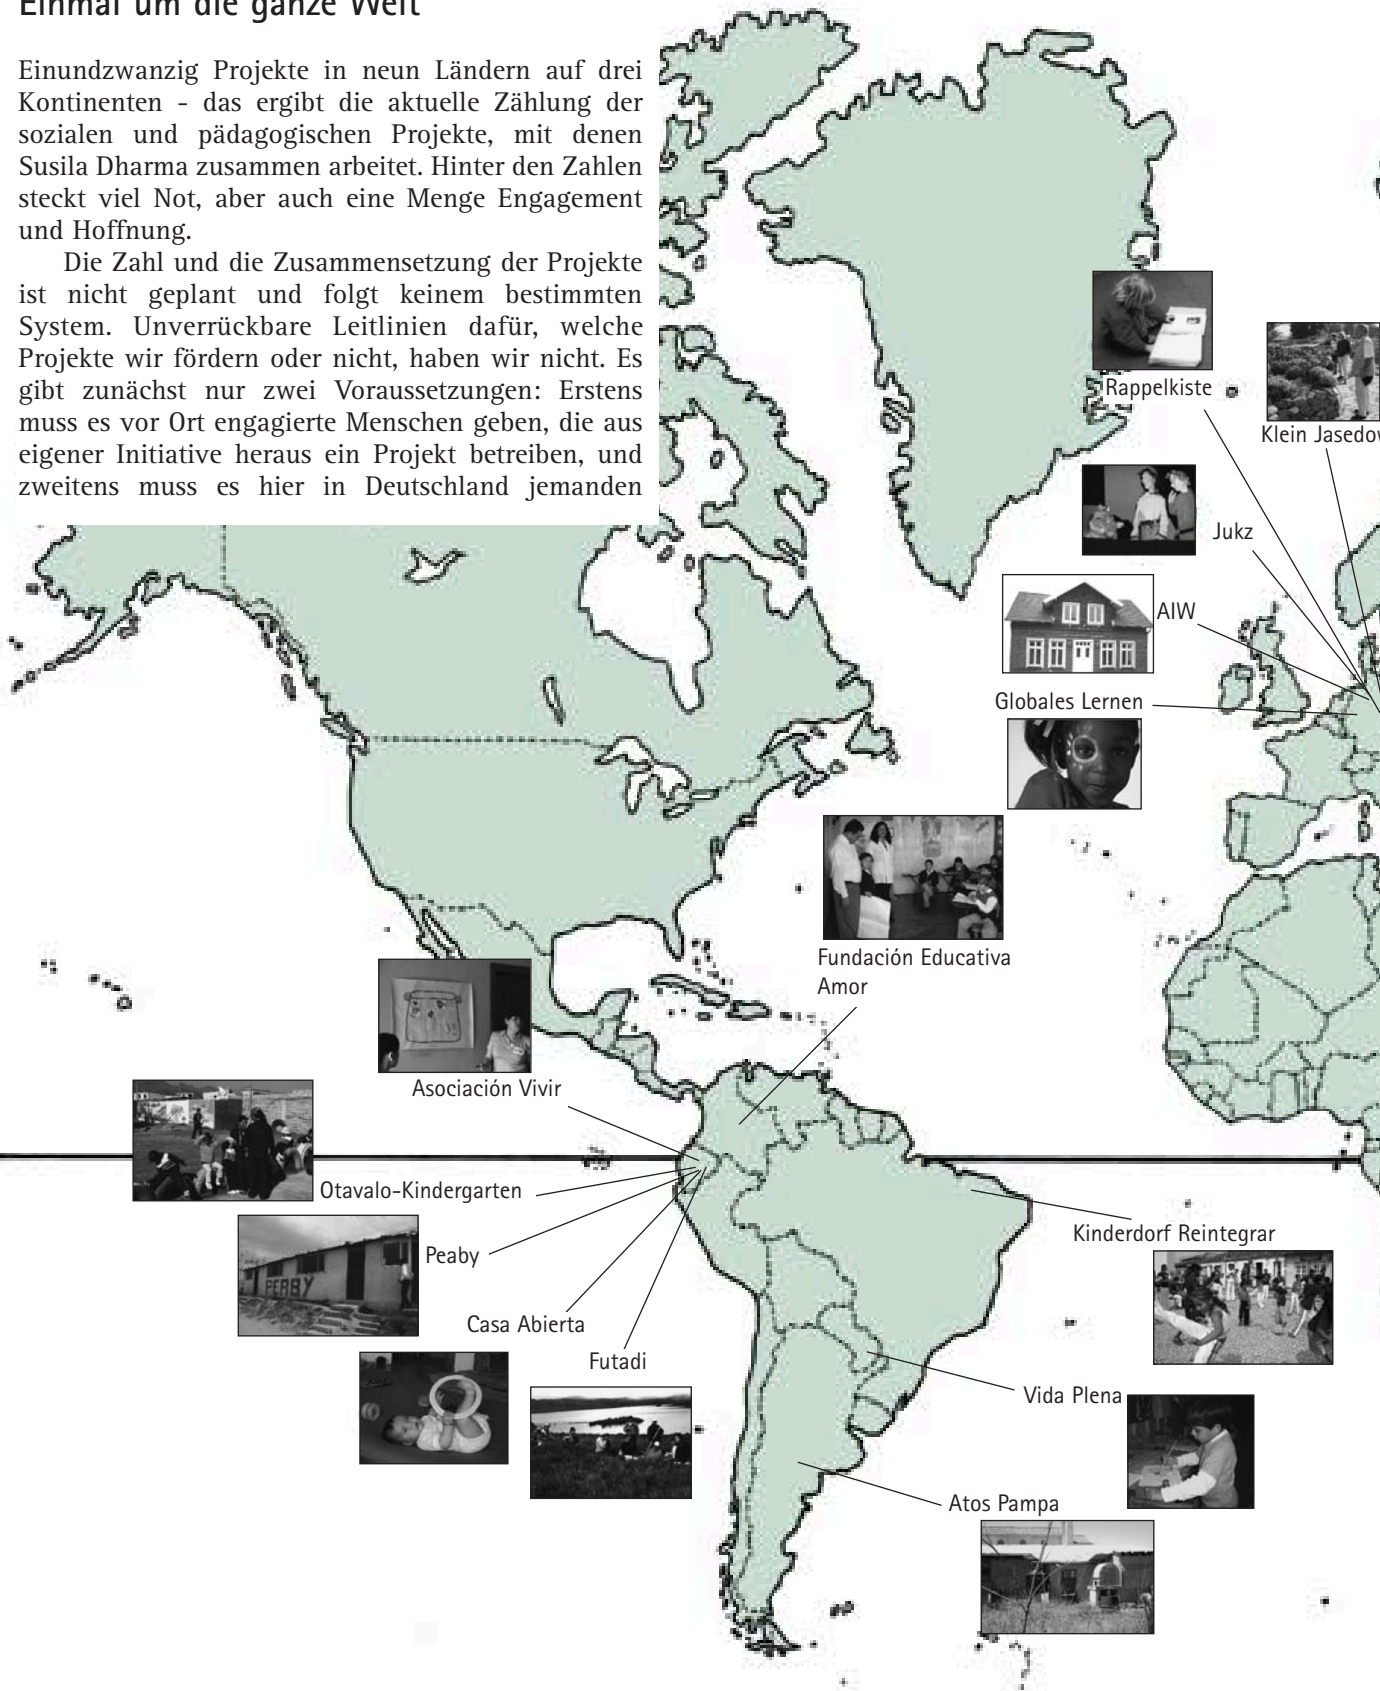 Einmal um die ganze Welt
Einundzwanzig Projekte in neun Ländern auf drei
Kontinenten - das ergibt die aktuelle Zählung der
sozialen und pädagogischen Projekte, mit denen
Susila Dharma zusammen arbeitet. Hinter den Zahlen
steckt viel Not, aber auch eine Menge Engagement
und Hoffnung.
Die Zahl und die Zusammensetzung der Projekte
ist nicht geplant und folgt keinem bestimmten
System. Unverrückbare Leitlinien dafür, welche
Projekte wir fördern oder nicht, haben wir nicht. Es
gibt zunächst nur zwei Voraussetzungen: Erstens
muss es vor Ort engagierte Menschen geben, die aus
eigener Initiative heraus ein Projekt betreiben, und
zweitens muss es hier in Deutschland jemanden
Rappelkiste
Klein Jasedow
Jukz
AIW
Globales Lernen
Fundación Educativa
Amor
Asociación Vivir
Otavalo-Kindergarten
Peaby
PEABY
Casa Abierta
Futadi
Kinderdorf Reintegrar
Vida Plena
Atos Pampa